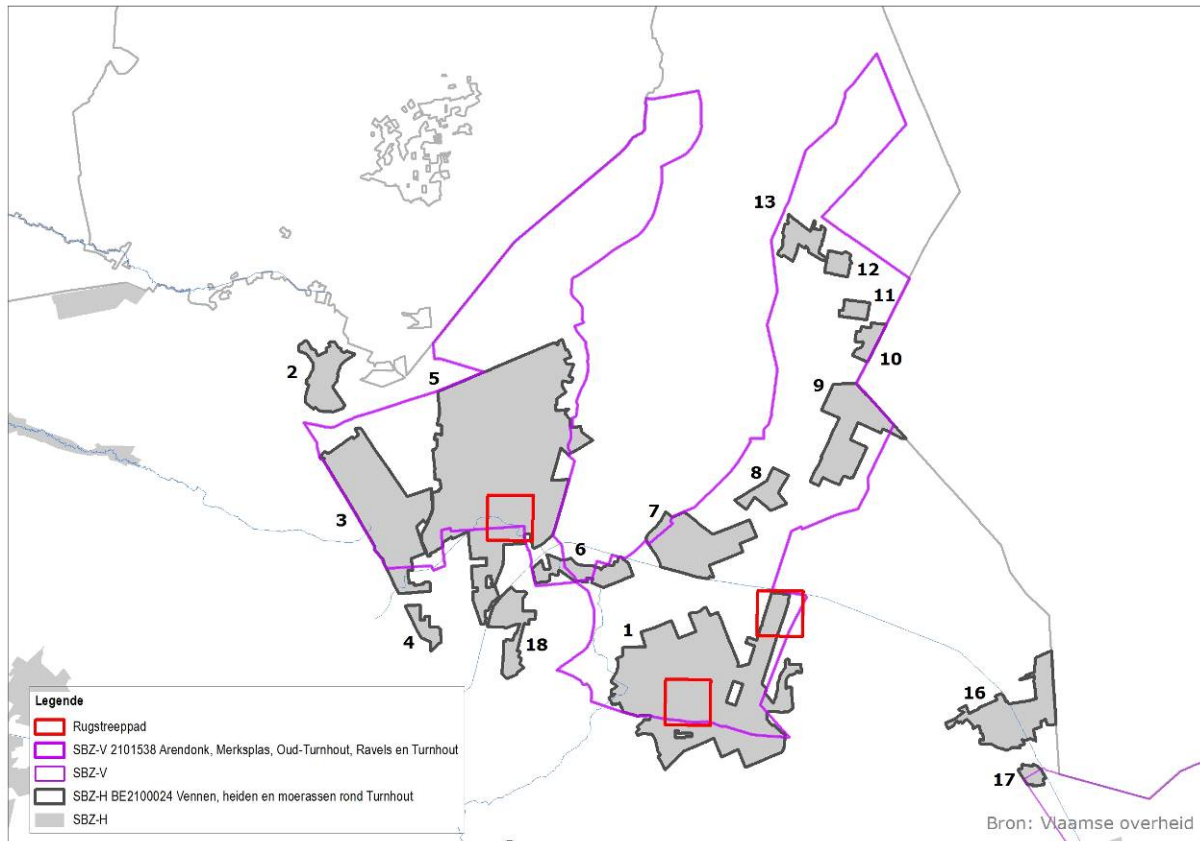 13
12
11
10
2
5
9
8
3
7
6
4
18
1
16
17
Legende
Rugstreeppad
SBZ-V 2101538 Arendonk, Merksplas, Oud-Turnhout, Ravels en Turnhout
SBZ-V
SBZ-H BE2100024 Vennen, heiden en moerassen rond Turnhout
SBZ-H
Bron: Vlaamse overheid